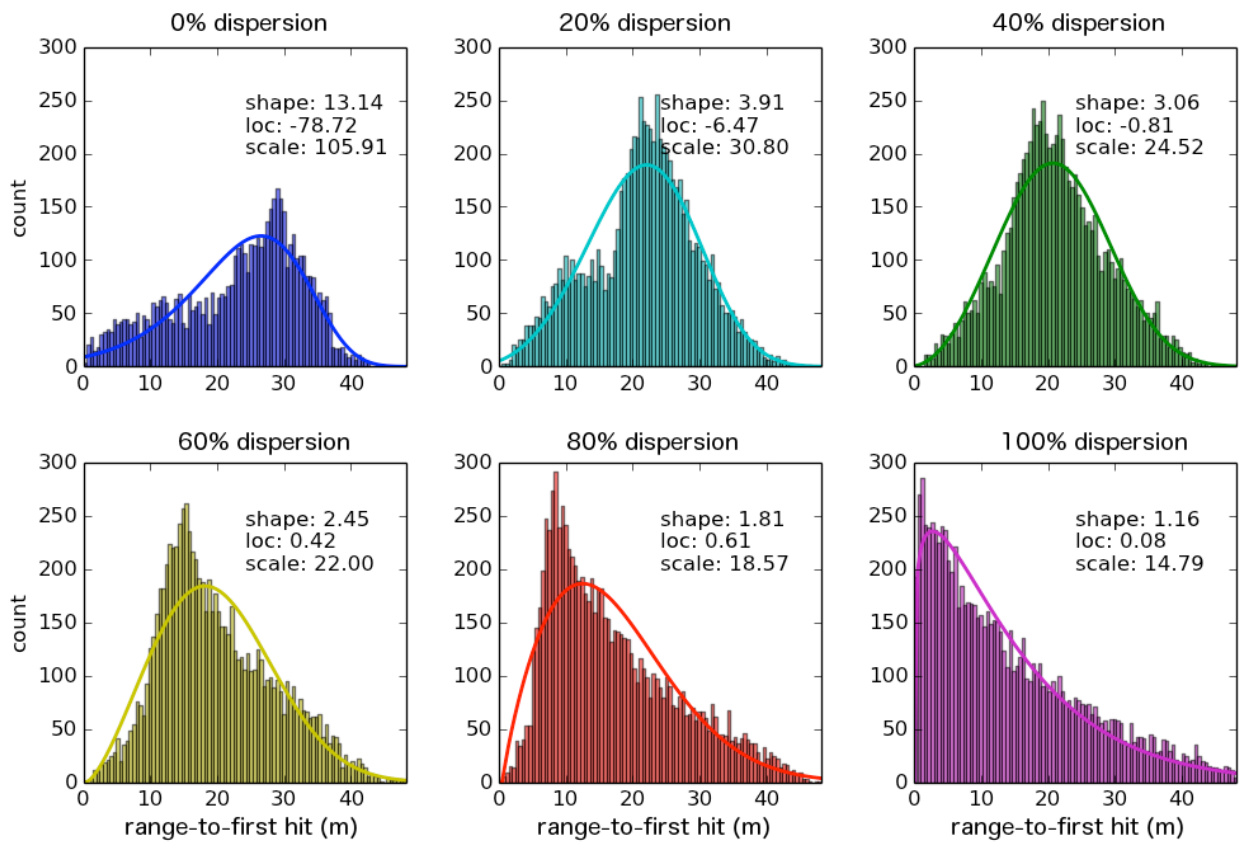 0% dispersion
20% dispersion
40% dispersion
300
250
200
150
100
50
0
count
shape: 13.14
loc: -78.72
scale: 105.91
0 10 20 30 40
300
250
200
150
100
50
0
shape: 3.91
loc: -6.47
scale: 30.80
0 10 20 30 40
300
250
200
150
100
50
0
shape: 3.06
loc: -0.81
scale: 24.52
0 10 20 30 40
60% dispersion
80% dispersion
100% dispersion
300
250
200
150
100
50
0
count
shape: 2.45
loc: 0.42
scale: 22.00
0 10 20 30 40
range-to-first hit (m)
300
250
200
150
100
50
0
shape: 1.81
loc: 0.61
scale: 18.57
0 10 20 30 40
range-to-first hit (m)
300
250
200
150
100
50
0
shape: 1.16
loc: 0.08
scale: 14.79
0 10 20 30 40
range-to-first hit (m)